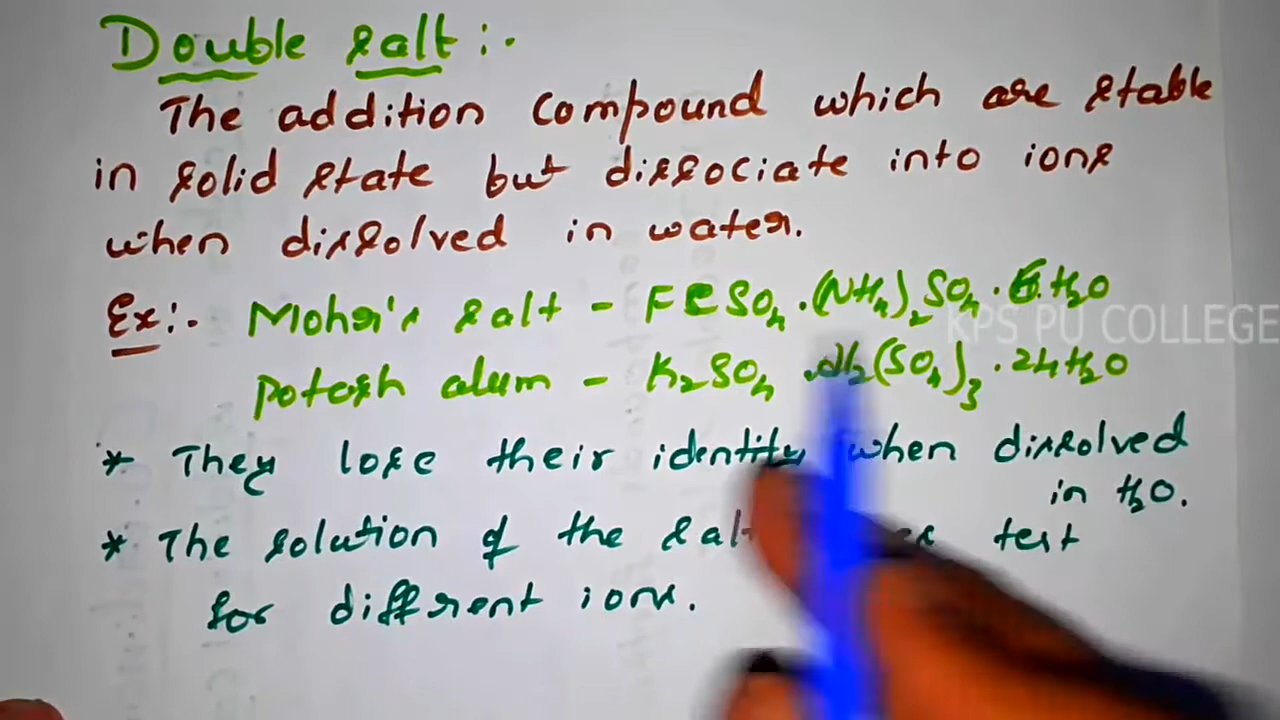 Double salt :-
The addition compound which are stable
in solid state but dissociate into ions
when dissolved in water.
Ex:- Mohr's salt - FeSO4.(NH4)2SO4.6H2O
KPS PU COLLEGE
Potash alum - K2SO4.Al2(SO4)3.24H2O
* They lose their identity when dissolved
in H2O.
* The solution of the salt test
for different ions.